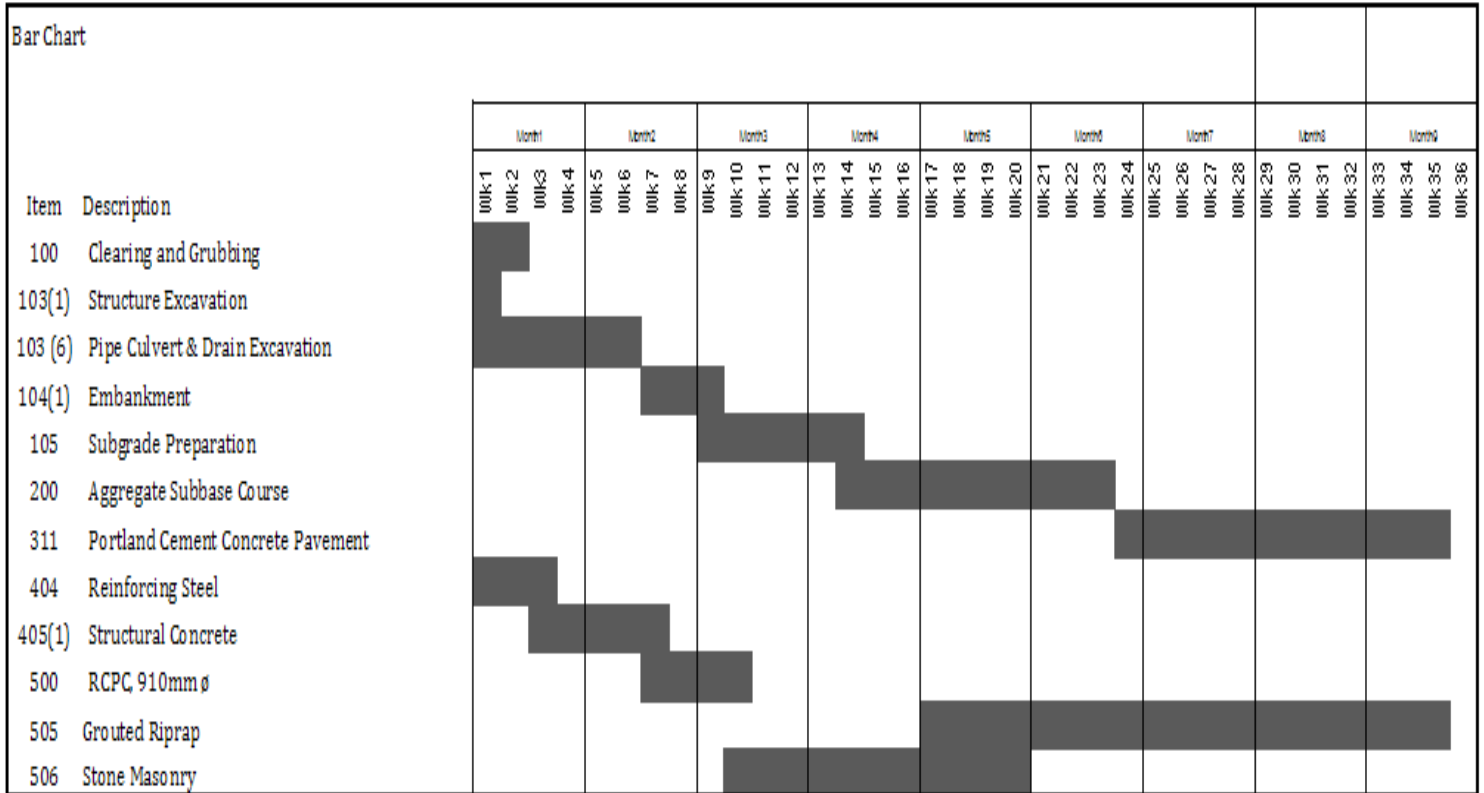 Bar Chart
Month1 Month2 Month3 Month4 Month5 Month6 Month7 Month8 Month9
Wk 1 Wk 2 Wk3 Wk 4 Wk 5 Wk 6 Wk 7 Wk 8 Wk 9 Wk 10 Wk 11 Wk 12 Wk 13 Wk 14 Wk 15 Wk 16 Wk 17 Wk 18 Wk 19 Wk 20 Wk 21 Wk 22 Wk 23 Wk 24 Wk 25 Wk 26 Wk 27 Wk 28 Wk 29 Wk 30 Wk 31 Wk 32 Wk 33 Wk 34 Wk 35 Wk 36
Item Description
100 Clearing and Grubbing
103(1) Structure Excavation
103 (6) Pipe Culvert & Drain Excavation
104(1) Embankment
105 Subgrade Preparation
200 Aggregate Subbase Course
311 Portland Cement Concrete Pavement
404 Reinforcing Steel
405(1) Structural Concrete
500 RCPC, 910mm ø
505 Grouted Riprap
506 Stone Masonry